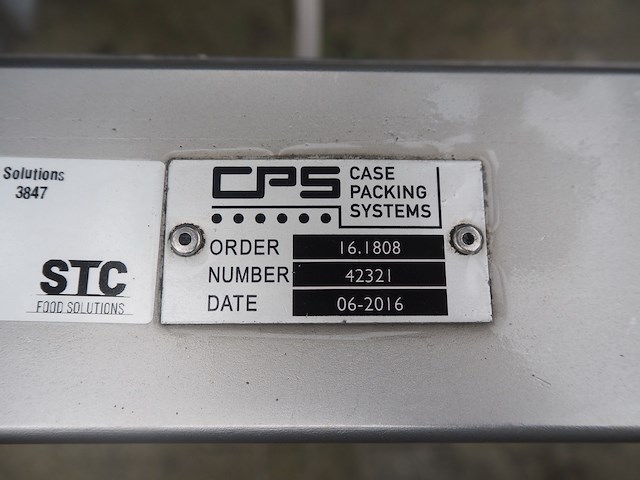 Solutions
3847
STC
FOOD SOLUTIONS
CPS
CASE
PACKING
SYSTEMS
ORDER 16.1808
NUMBER 42321
DATE 06-2016